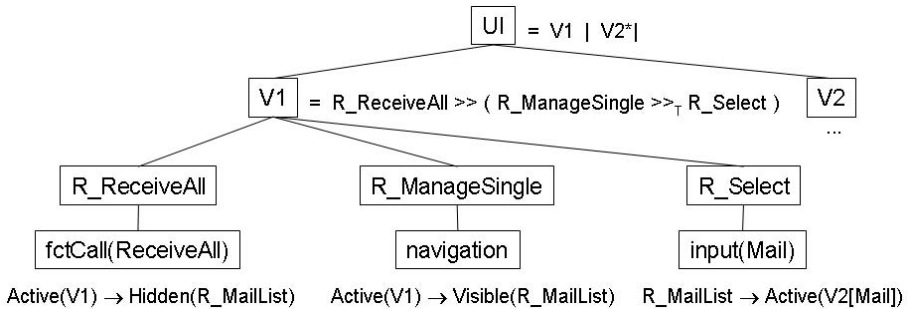 UI = V1 | V2*|
V1 = R_ReceiveAll >> ( R_ManageSingle >>T R_Select ) V2
...
R_ReceiveAll R_ManageSingle R_Select
fctCall(ReceiveAll) navigation input(Mail)
Active(V1) → Hidden(R_MailList) Active(V1) → Visible(R_MailList) R_MailList → Active(V2[Mail])